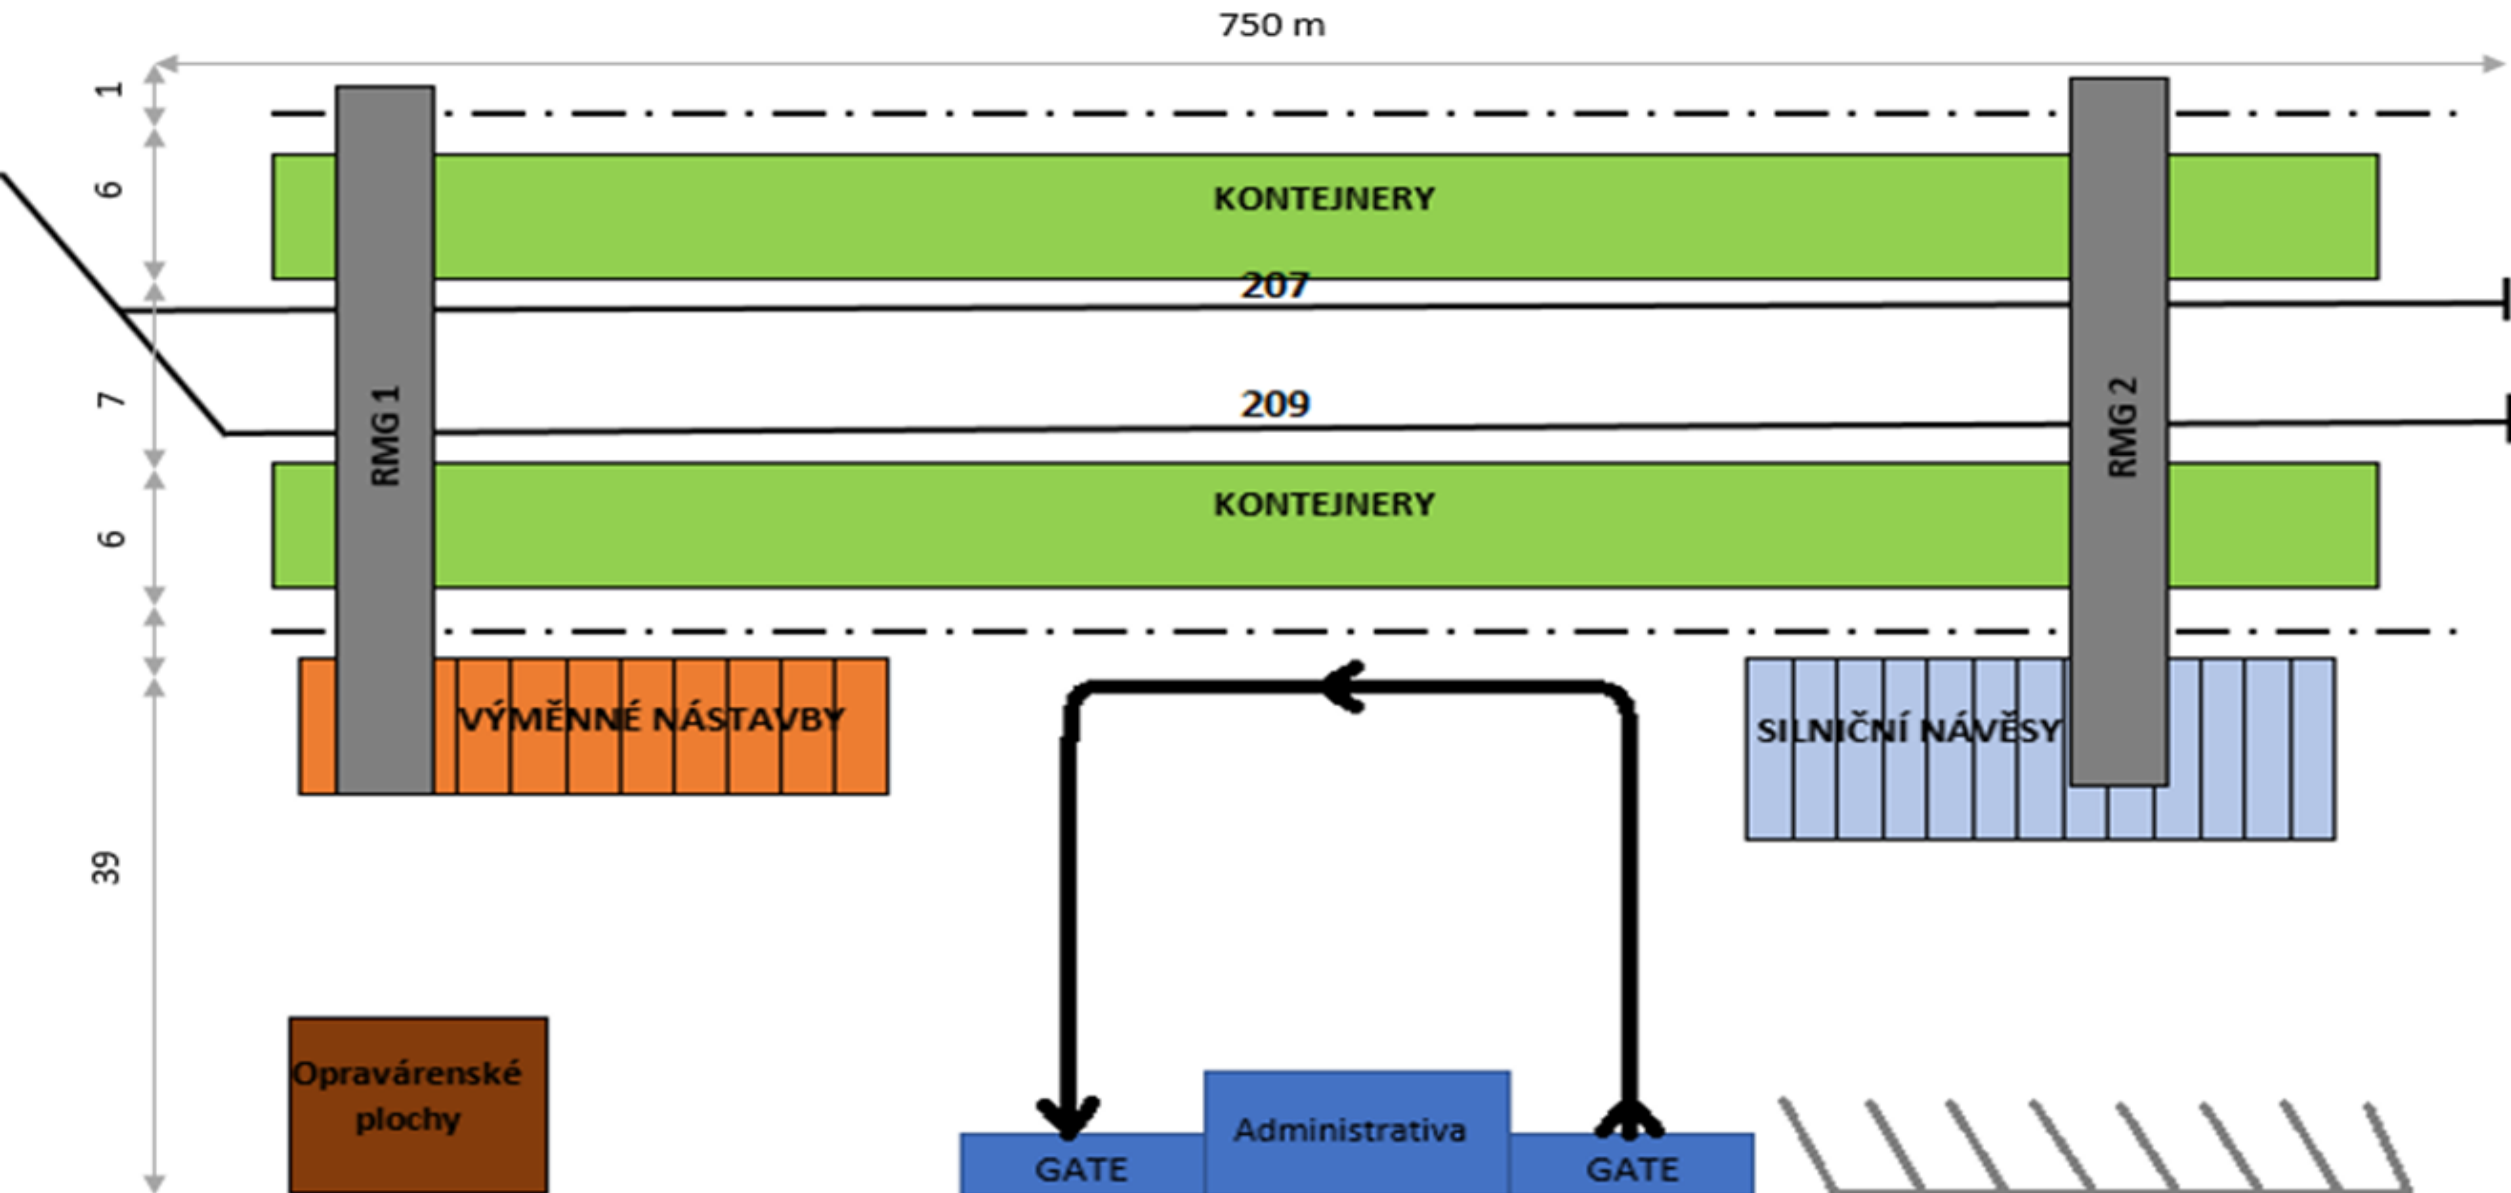 750 m
1
6
KONTEJNERY
207
7
209
RMG 1
RMG 2
6
KONTEJNERY
VÝMĚNNÉ NÁSTAVBY
SILNIČNÍ NÁVĚSY
39
Opravárenské
plochy
Administrativa
GATE
GATE